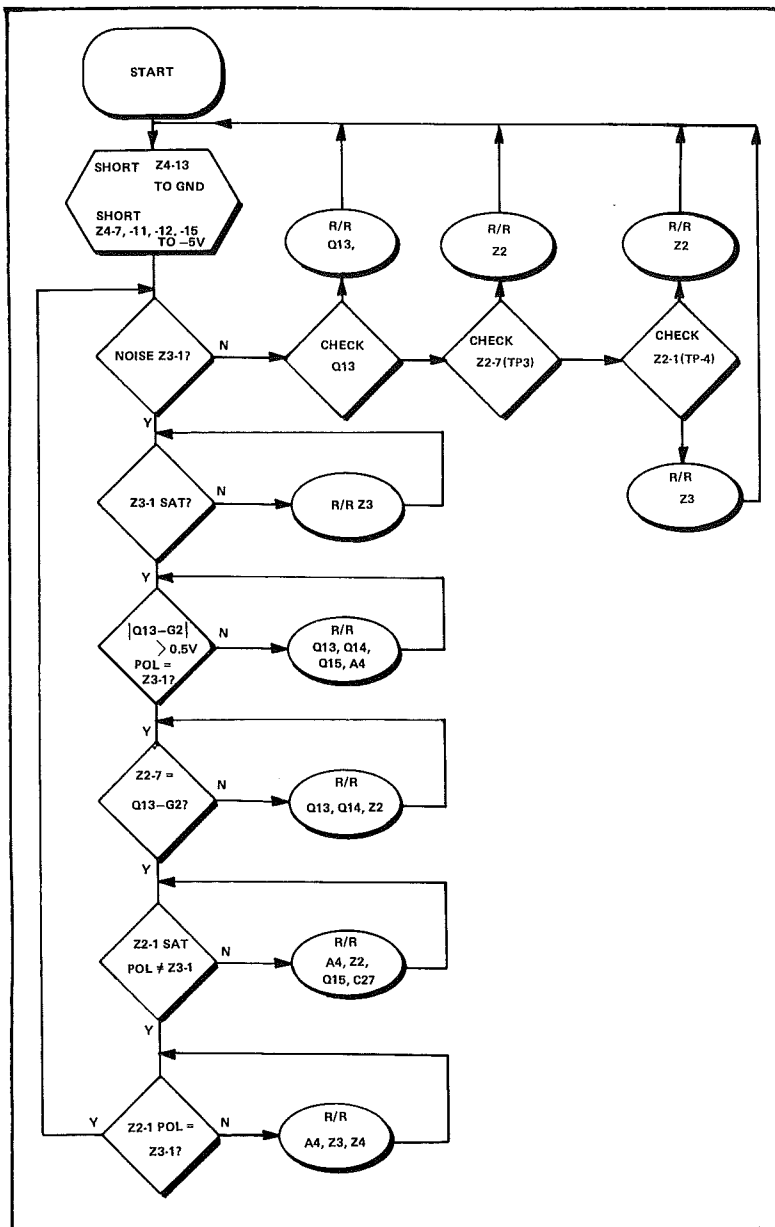 START
SHORT Z4-13
TO GND
SHORT
Z4-7, -11, -12, -15
TO −5V
R/R
Q13,
R/R
Z2
R/R
Z2
NOISE Z3-1?
N
CHECK
Q13
CHECK
Z2-7(TP3)
CHECK
Z2-1(TP-4)
Y
R/R
Z3
Z3-1 SAT?
N
R/R Z3
Y
|Q13−G2|
> 0.5V
POL =
Z3-1?
N
R/R
Q13, Q14,
Q15, A4
Y
Z2-7 =
Q13−G2?
N
R/R
Q13, Q14, Z2
Y
Z2-1 SAT
POL ≠ Z3-1
N
R/R
A4, Z2,
Q15, C27
Y
Y
Z2-1 POL =
Z3-1?
N
R/R
A4, Z3, Z4